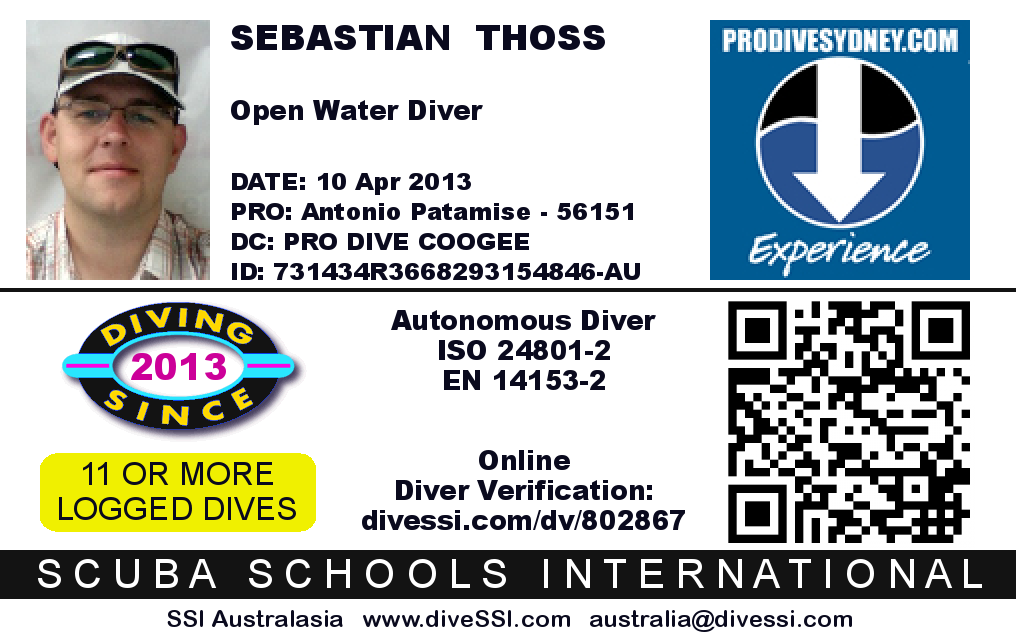 SEBASTIAN THOSS
Open Water Diver
DATE: 10 Apr 2013
PRO: Antonio Patamise - 56151
DC: PRO DIVE COOGEE
ID: 731434R3668293154846-AU
PRODIVESYDNEY.COM
Experience
DIVING
2013
SINCE
11 OR MORE
LOGGED DIVES
Autonomous Diver
ISO 24801-2
EN 14153-2
Online
Diver Verification:
divessi.com/dv/802867
SCUBA SCHOOLS INTERNATIONAL
SSI Australasia www.diveSSI.com australia@divessi.com